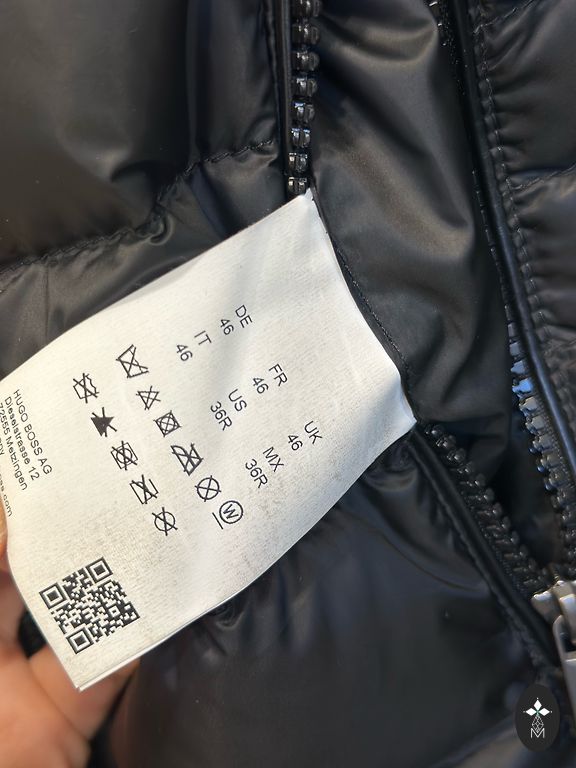 DE FR UK
46 46 46
IT US MX
46 36R 36R
W
HUGO BOSS AG
Dieselstrasse 12
72555 Metzingen
M